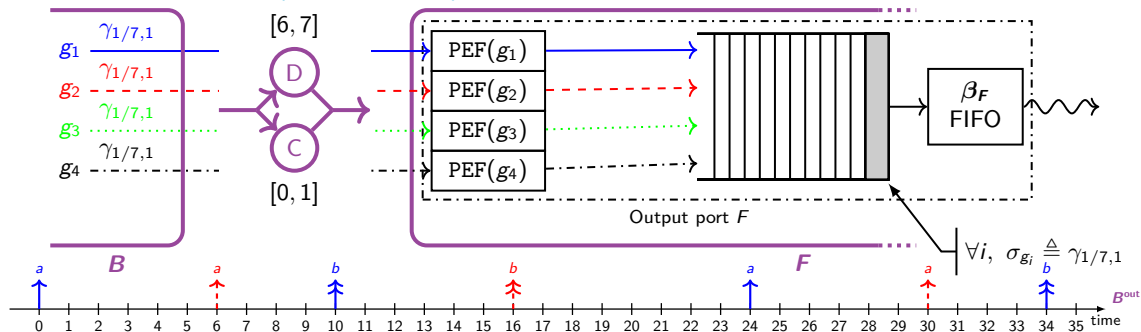 g1 γ1/7,1
g2 γ1/7,1
g3 γ1/7,1
g4 γ1/7,1
B
[6, 7]
D
C
[0, 1]
PEF(g1)
PEF(g2)
PEF(g3)
PEF(g4)
βF
FIFO
Output port F
F
∀i, σgi ≜ γ1/7,1
a a b b a a b
Bout
0 1 2 3 4 5 6 7 8 9 10 11 12 13 14 15 16 17 18 19 20 21 22 23 24 25 26 27 28 29 30 31 32 33 34 35 time